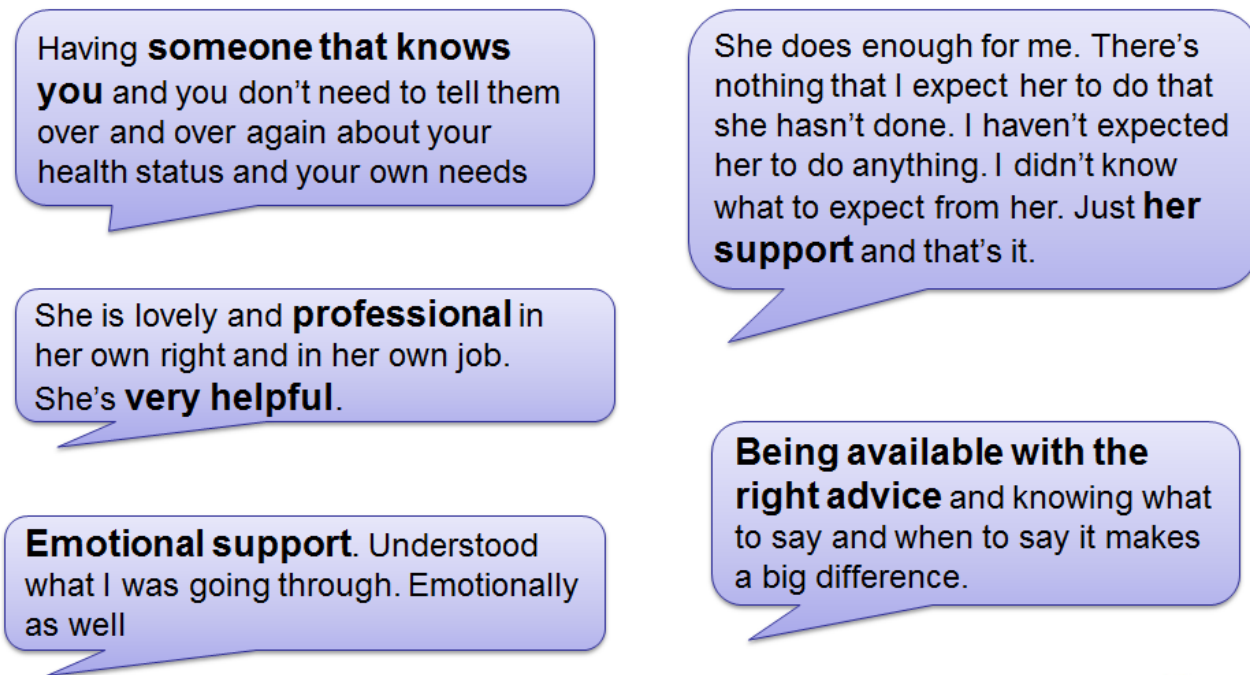 Having someone that knows
you and you don’t need to tell them
over and over again about your
health status and your own needs
She is lovely and professional in
her own right and in her own job.
She’s very helpful.
Emotional support. Understood
what I was going through. Emotionally
as well
She does enough for me. There’s
nothing that I expect her to do that
she hasn’t done. I haven’t expected
her to do anything. I didn’t know
what to expect from her. Just her
support and that’s it.
Being available with the
right advice and knowing what
to say and when to say it makes
a big difference.